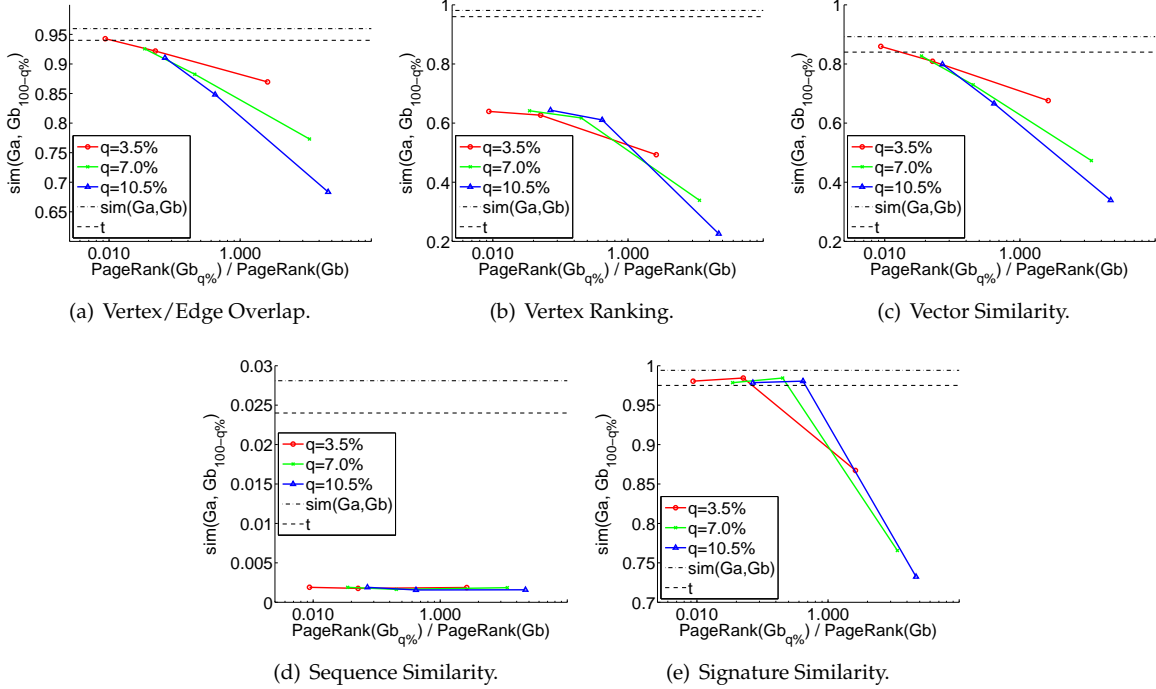 0.95
0.9
0.85
0.8
0.75
0.7
0.65
sim(Ga, Gb100−q%)
q=3.5%
q=7.0%
q=10.5%
sim(Ga,Gb)
t
0.010 1.000
PageRank(Gbq%) / PageRank(Gb)
(a) Vertex/Edge Overlap.
1
0.8
0.6
0.4
0.2
sim(Ga, Gb100−q%)
q=3.5%
q=7.0%
q=10.5%
sim(Ga,Gb)
t
0.010 1.000
PageRank(Gbq%) / PageRank(Gb)
(b) Vertex Ranking.
1
0.8
0.6
0.4
0.2
sim(Ga, Gb100−q%)
q=3.5%
q=7.0%
q=10.5%
sim(Ga,Gb)
t
0.010 1.000
PageRank(Gbq%) / PageRank(Gb)
(c) Vector Similarity.
0.03
0.025
0.02
0.015
0.01
0.005
0
sim(Ga, Gb100−q%)
q=3.5%
q=7.0%
q=10.5%
sim(Ga,Gb)
t
0.010 1.000
PageRank(Gbq%) / PageRank(Gb)
(d) Sequence Similarity.
1
0.95
0.9
0.85
0.8
0.75
0.7
sim(Ga, Gb100−q%)
q=3.5%
q=7.0%
q=10.5%
sim(Ga,Gb)
t
0.010 1.000
PageRank(Gbq%) / PageRank(Gb)
(e) Signature Similarity.